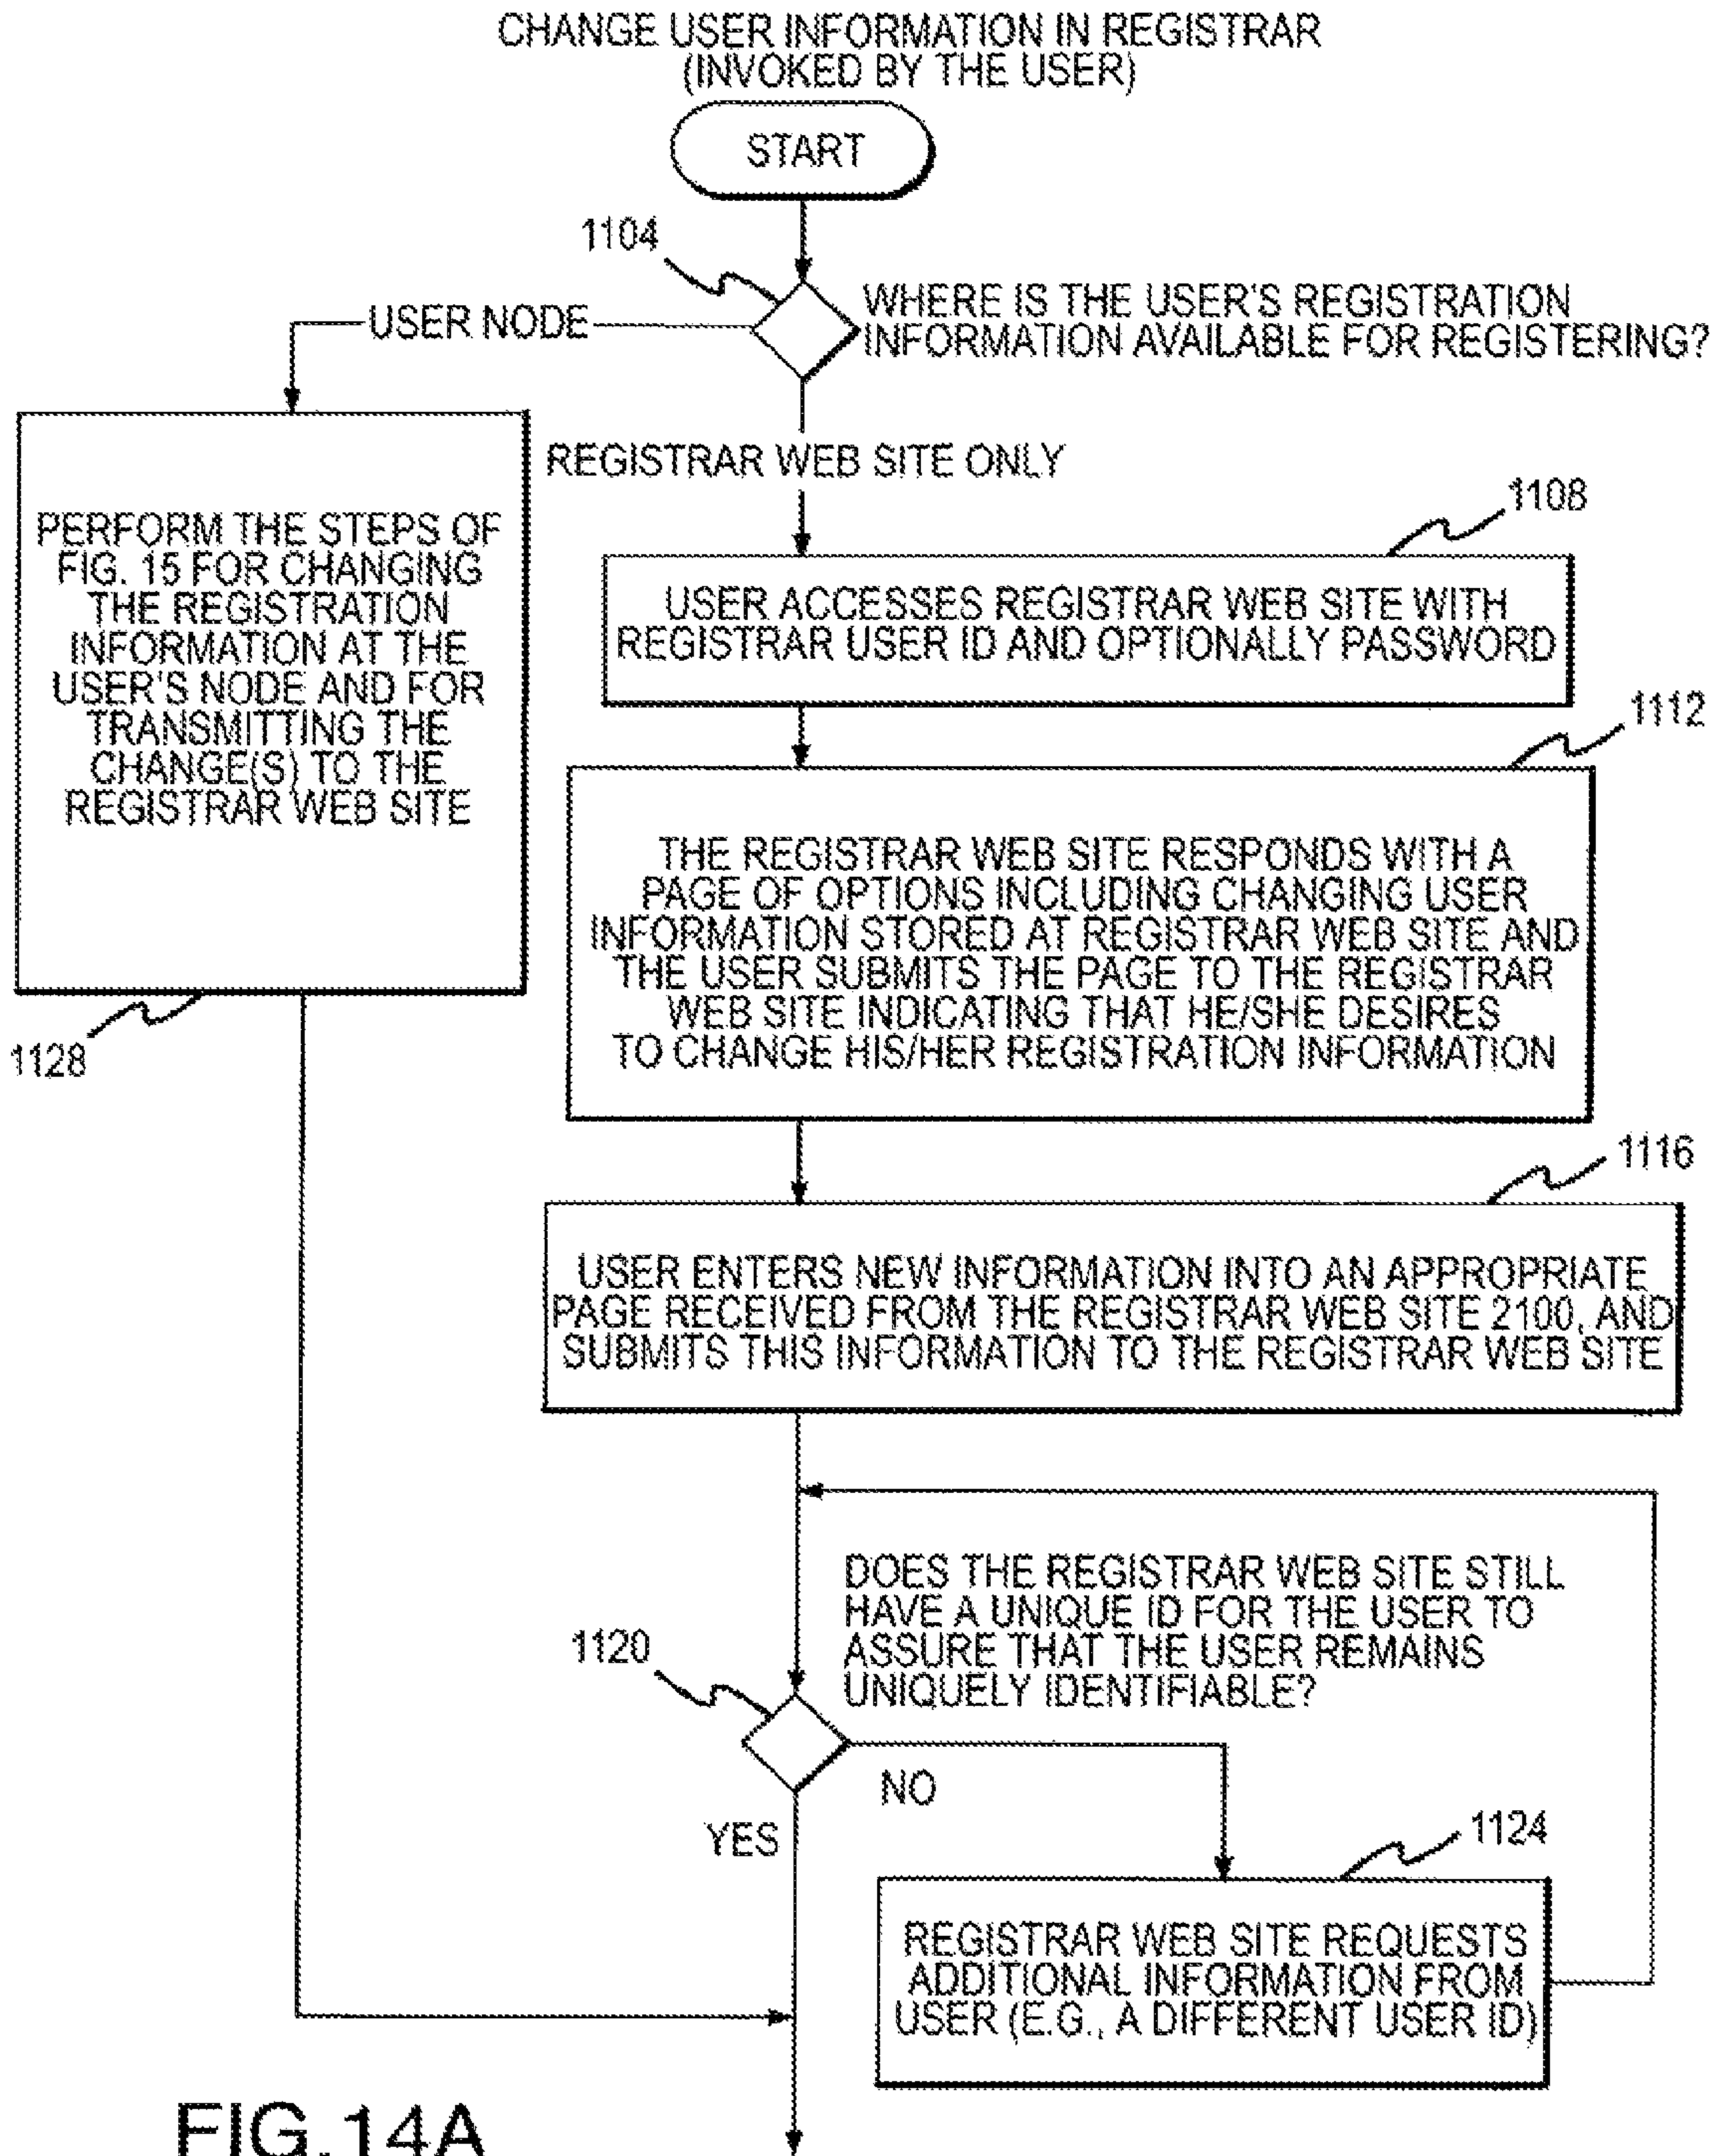 CHANGE USER INFORMATION IN REGISTRAR
(INVOKED BY THE USER)
START
1104
WHERE IS THE USER'S REGISTRATION
INFORMATION AVAILABLE FOR REGISTERING?
USER NODE
REGISTRAR WEB SITE ONLY
PERFORM THE STEPS OF
FIG. 15 FOR CHANGING
THE REGISTRATION
INFORMATION AT THE
USER'S NODE AND FOR
TRANSMITTING THE
CHANGE(S) TO THE
REGISTRAR WEB SITE
1128
1108
USER ACCESSES REGISTRAR WEB SITE WITH
REGISTRAR USER ID AND OPTIONALLY PASSWORD
1112
THE REGISTRAR WEB SITE RESPONDS WITH A
PAGE OF OPTIONS INCLUDING CHANGING USER
INFORMATION STORED AT REGISTRAR WEB SITE AND
THE USER SUBMITS THE PAGE TO THE REGISTRAR
WEB SITE INDICATING THAT HE/SHE DESIRES
TO CHANGE HIS/HER REGISTRATION INFORMATION
1116
USER ENTERS NEW INFORMATION INTO AN APPROPRIATE
PAGE RECEIVED FROM THE REGISTRAR WEB SITE 2100, AND
SUBMITS THIS INFORMATION TO THE REGISTRAR WEB SITE
DOES THE REGISTRAR WEB SITE STILL
HAVE A UNIQUE ID FOR THE USER TO
ASSURE THAT THE USER REMAINS
UNIQUELY IDENTIFIABLE?
1120
NO
YES
1124
REGISTRAR WEB SITE REQUESTS
ADDITIONAL INFORMATION FROM
USER (E.G., A DIFFERENT USER ID)
FIG.14A